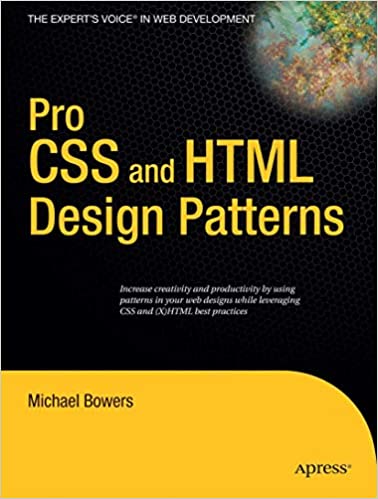 THE EXPERT'S VOICE® IN WEB DEVELOPMENT
Pro
CSS and HTML
Design Patterns
Increase creativity and productivity by using
patterns in your web designs while leveraging
CSS and (X)HTML best practices
Michael Bowers
Apress®